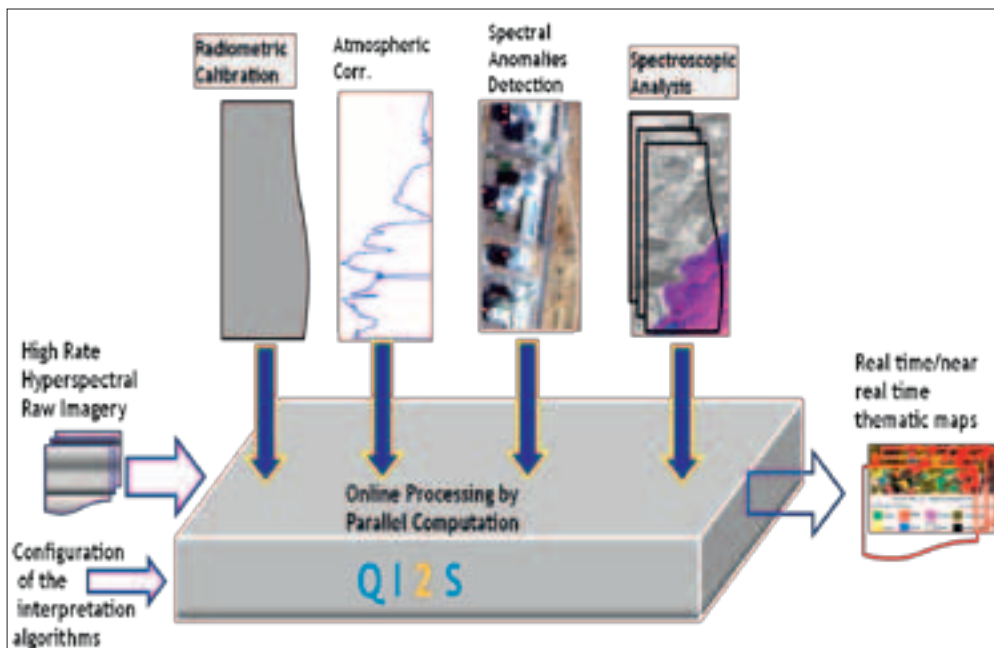 Radiometric
Calibration
Atmospheric
Corr.
Spectral
Anomalies
Detection
Spectroscopic
Analysis
High Rate
Hyperspectral
Raw Imagery
Real time/near
real time
thematic maps
Online Processing by
Parallel Computation
Configuration
of the
interpretation
algorithms
QI2S